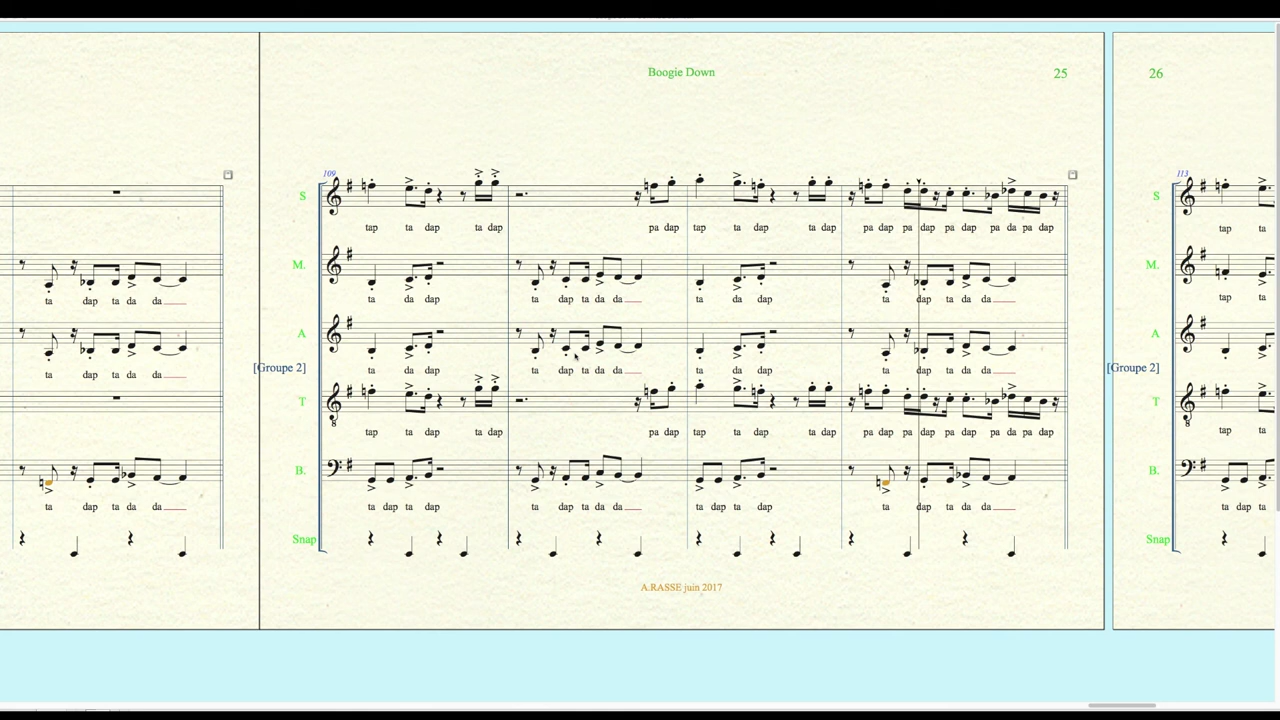 Boogie Down 25 26
109 113
S S
tap ta dap ta dap pa dap tap ta dap ta dap pa dap pa dap pa dap pa da pa dap tap ta
M. M.
ta dap ta da da ta da dap ta dap ta da da ta da dap ta dap ta da da tap ta
A A
[Groupe 2] [Groupe 2]
ta dap ta da da ta da dap ta dap ta da da ta da dap ta dap ta da da ta da
T T
8 8
tap ta dap ta dap pa dap tap ta dap ta dap pa dap pa dap pa dap pa da pa dap tap ta
B. B.
ta dap ta da da ta dap ta dap ta dap ta da da ta dap ta dap ta dap ta da da ta dap ta
Snap Snap
A.RASSE juin 2017